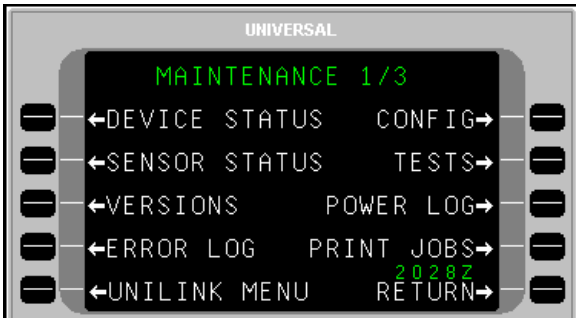 UNIVERSAL
MAINTENANCE 1/3
←DEVICE STATUS CONFIG→
←SENSOR STATUS TESTS→
←VERSIONS POWER LOG→
←ERROR LOG PRINT JOBS→
2028Z
←UNILINK MENU RETURN→